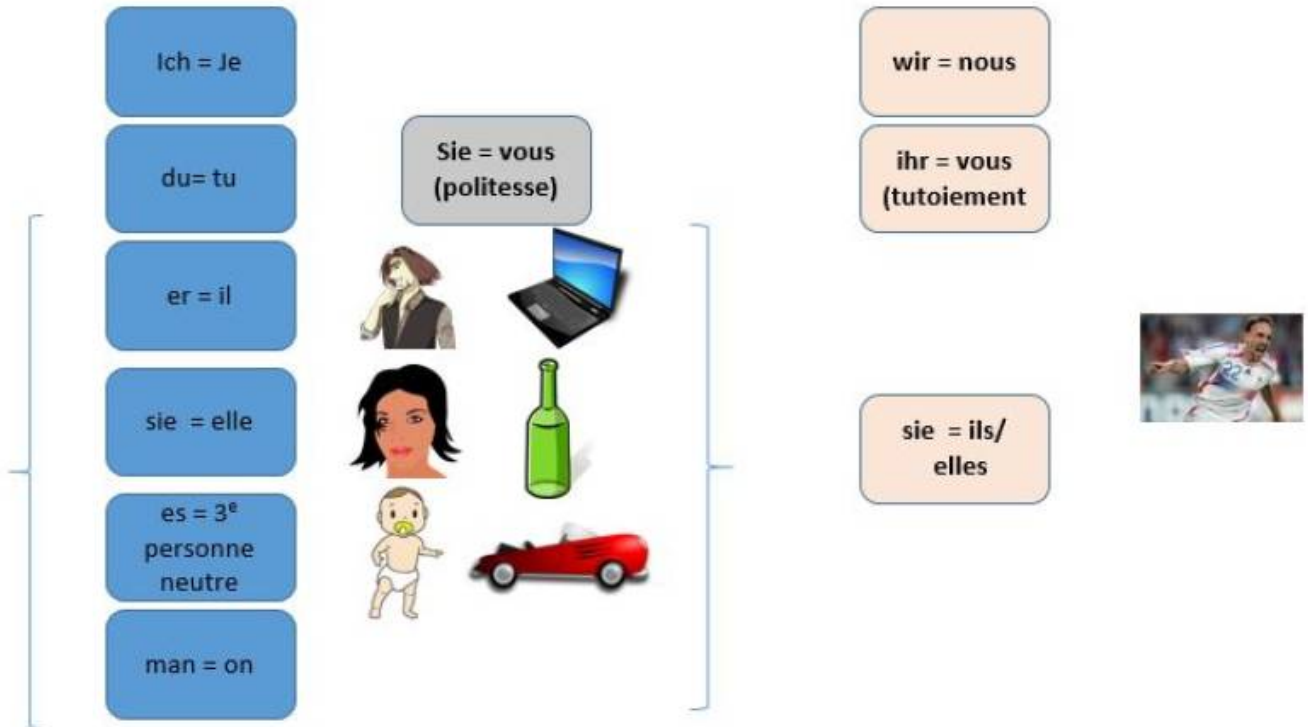 Ich = Je
du= tu
er = il
sie = elle
es = 3e
personne
neutre
man = on
Sie = vous
(politesse)
wir = nous
ihr = vous
(tutoiement
sie = ils/
elles
22